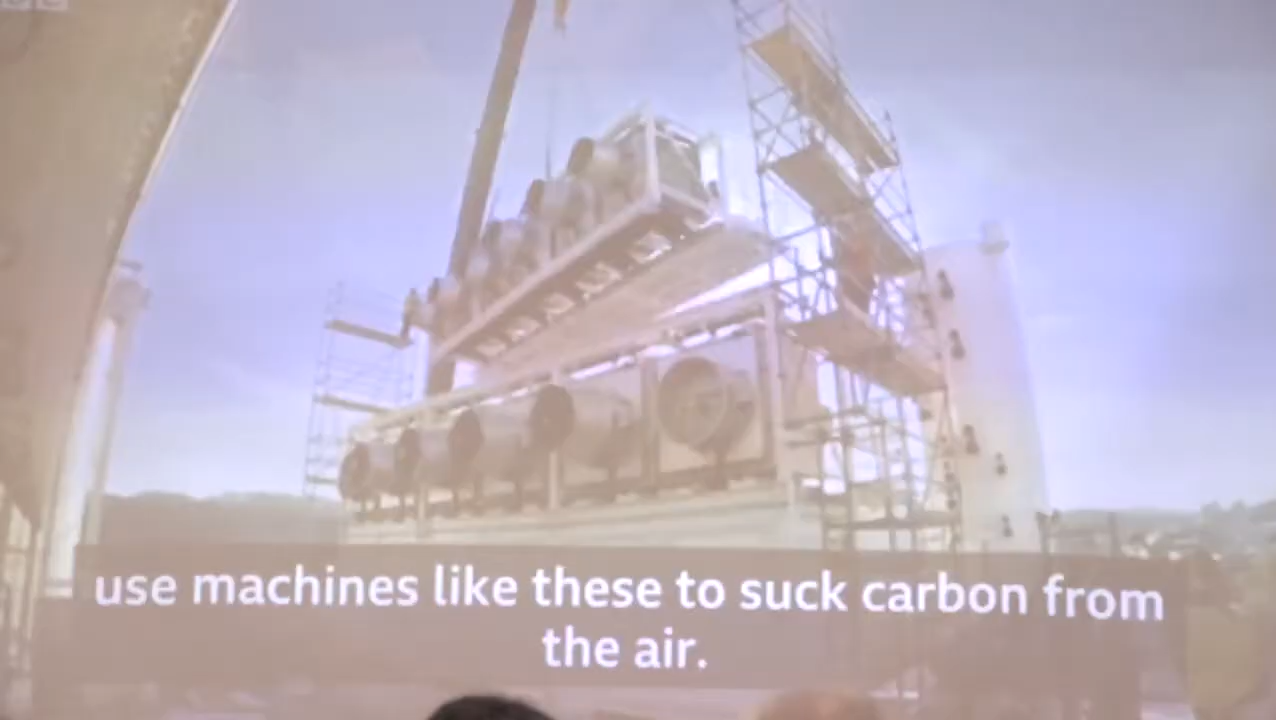 use machines like these to suck carbon from
the air.